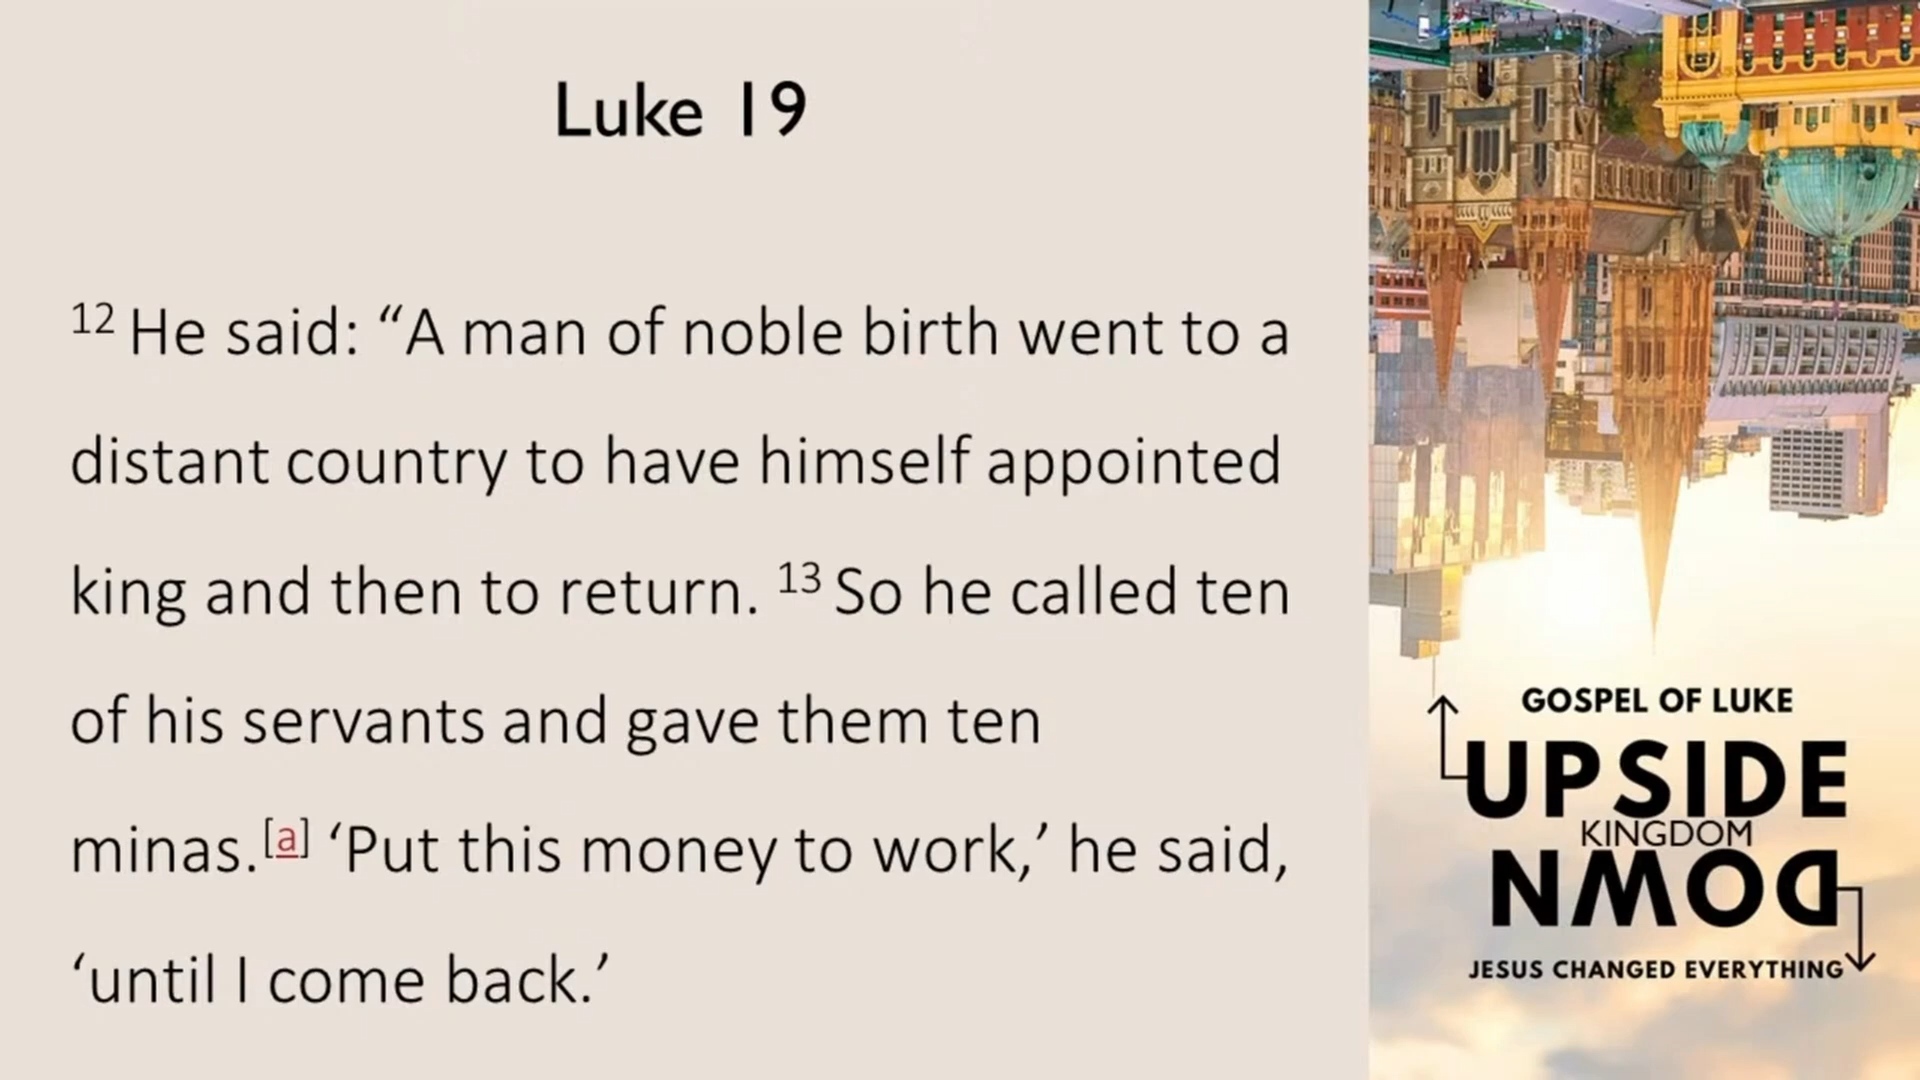 Luke 19
12 He said: “A man of noble birth went to a
distant country to have himself appointed
king and then to return. 13 So he called ten
of his servants and gave them ten
minas.[a] ‘Put this money to work,’ he said,
‘until I come back.’
GOSPEL OF LUKE
UPSIDE
KINGDOM
DOWN
JESUS CHANGED EVERYTHING